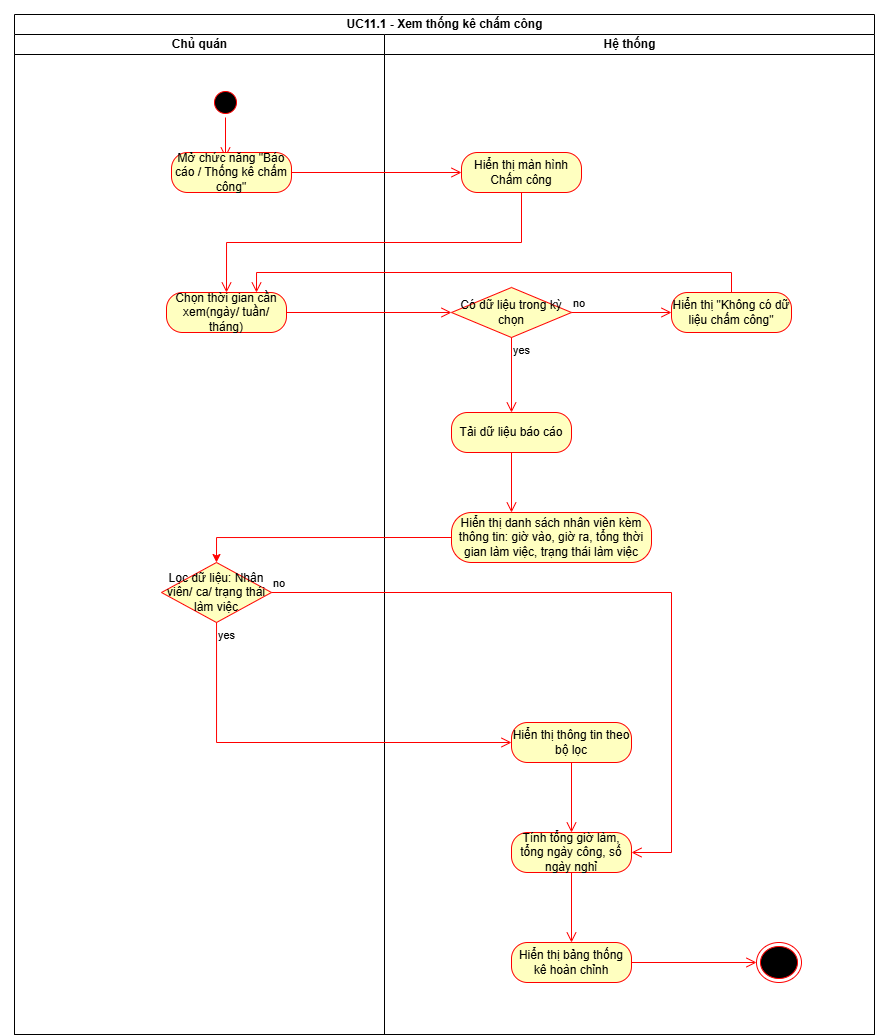 UC11.1 - Xem thống kê chấm công
Chủ quán
Hệ thống
Mở chức năng "Báo
cáo / Thống kê chấm
công"
Hiển thị màn hình
Chấm công
Chọn thời gian cần
xem(ngày/ tuần/
tháng)
Có dữ liệu trong kỳ
chọn
no
Hiển thị "Không có dữ
liệu chấm công"
yes
Tải dữ liệu báo cáo
Hiển thị danh sách nhân viên kèm
thông tin: giờ vào, giờ ra, tổng thời
gian làm việc, trạng thái làm việc
Lọc dữ liệu: Nhân
viên/ ca/ trạng thái
làm việc
no
yes
Hiển thị thông tin theo
bộ lọc
Tính tổng giờ làm,
tổng ngày công, số
ngày nghỉ
Hiển thị bảng thống
kê hoàn chỉnh